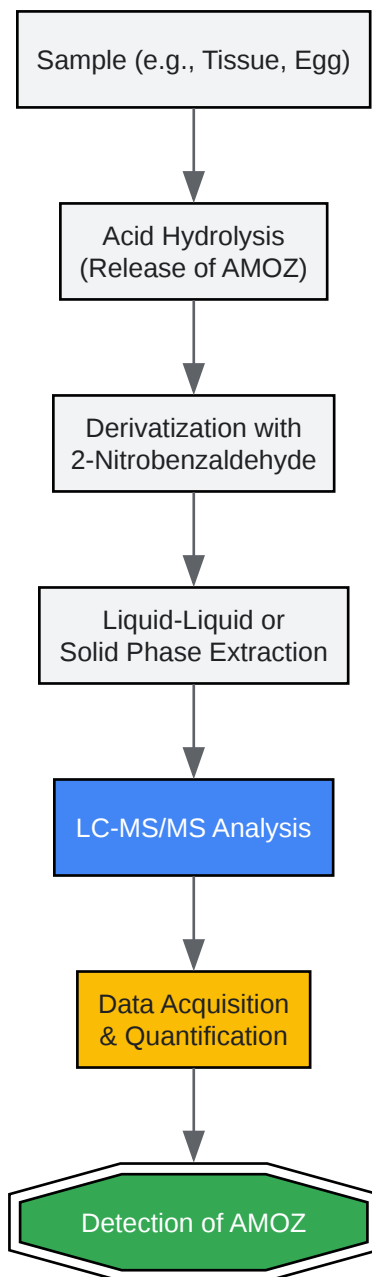 Sample (e.g., Tissue, Egg)
Acid Hydrolysis
(Release of AMOZ)
Derivatization with
2-Nitrobenzaldehyde
Liquid-Liquid or
Solid Phase Extraction
LC-MS/MS Analysis
Data Acquisition
& Quantification
Detection of AMOZ